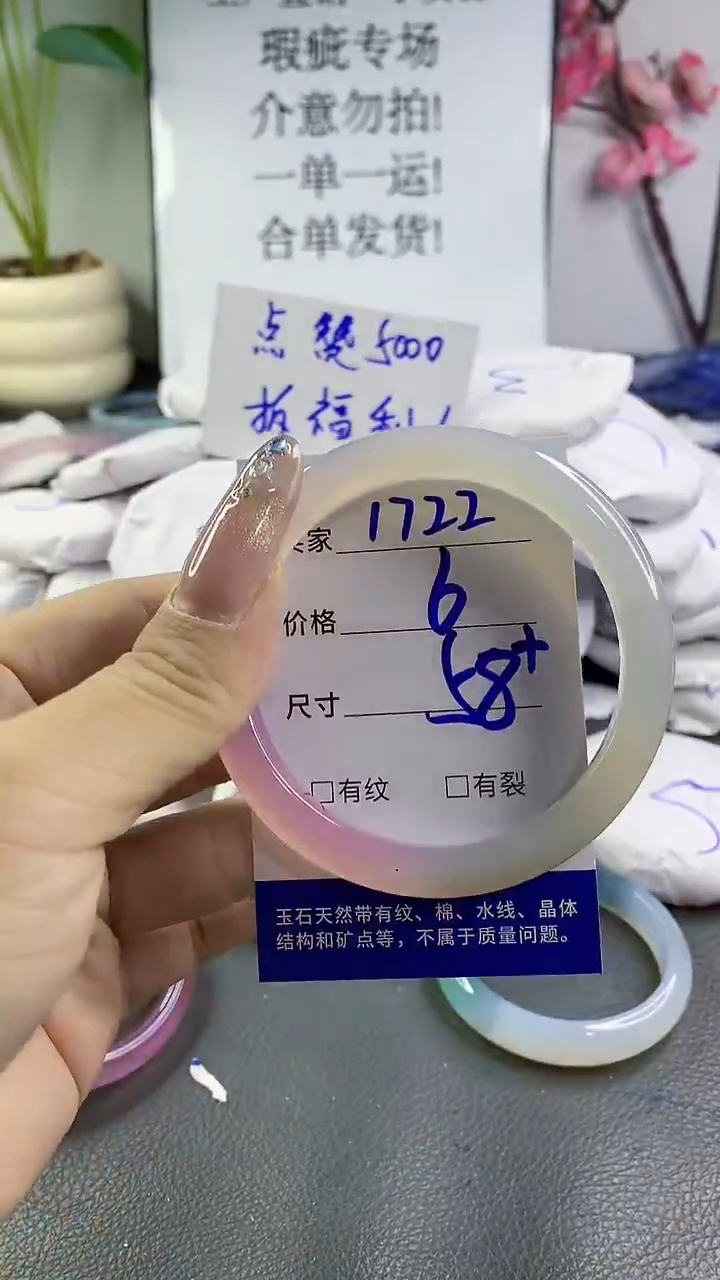 瑕疵专场
介意勿拍!
一单一运!
合单发货!
点赞5000
拆福利!
家 1722
价格 6
尺寸 58+
□有纹 □有裂
玉石天然带有纹、棉、水线、晶体
结构和矿点等，不属于质量问题。